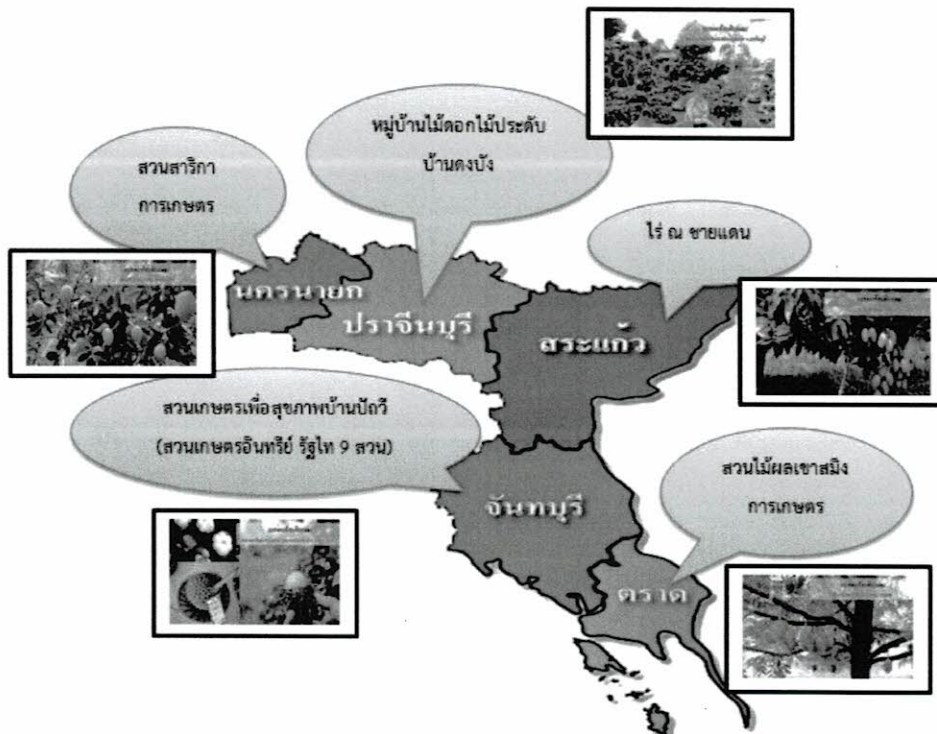 หมู่บ้านไม้ดอกไม้ประดับ
บ้านดงบัง
สวนสาริกา
การเกษตร
ไร่ ณ ชายแดน
นครนายก
ปราจีนบุรี
สระแก้ว
สวนเกษตรเพื่อสุขภาพบ้านปัถวี
(สวนเกษตรอินทรีย์ รัฐไท 9 สวน)
สวนไม้ผลเขาสมิง
การเกษตร
จันทบุรี
ตราด